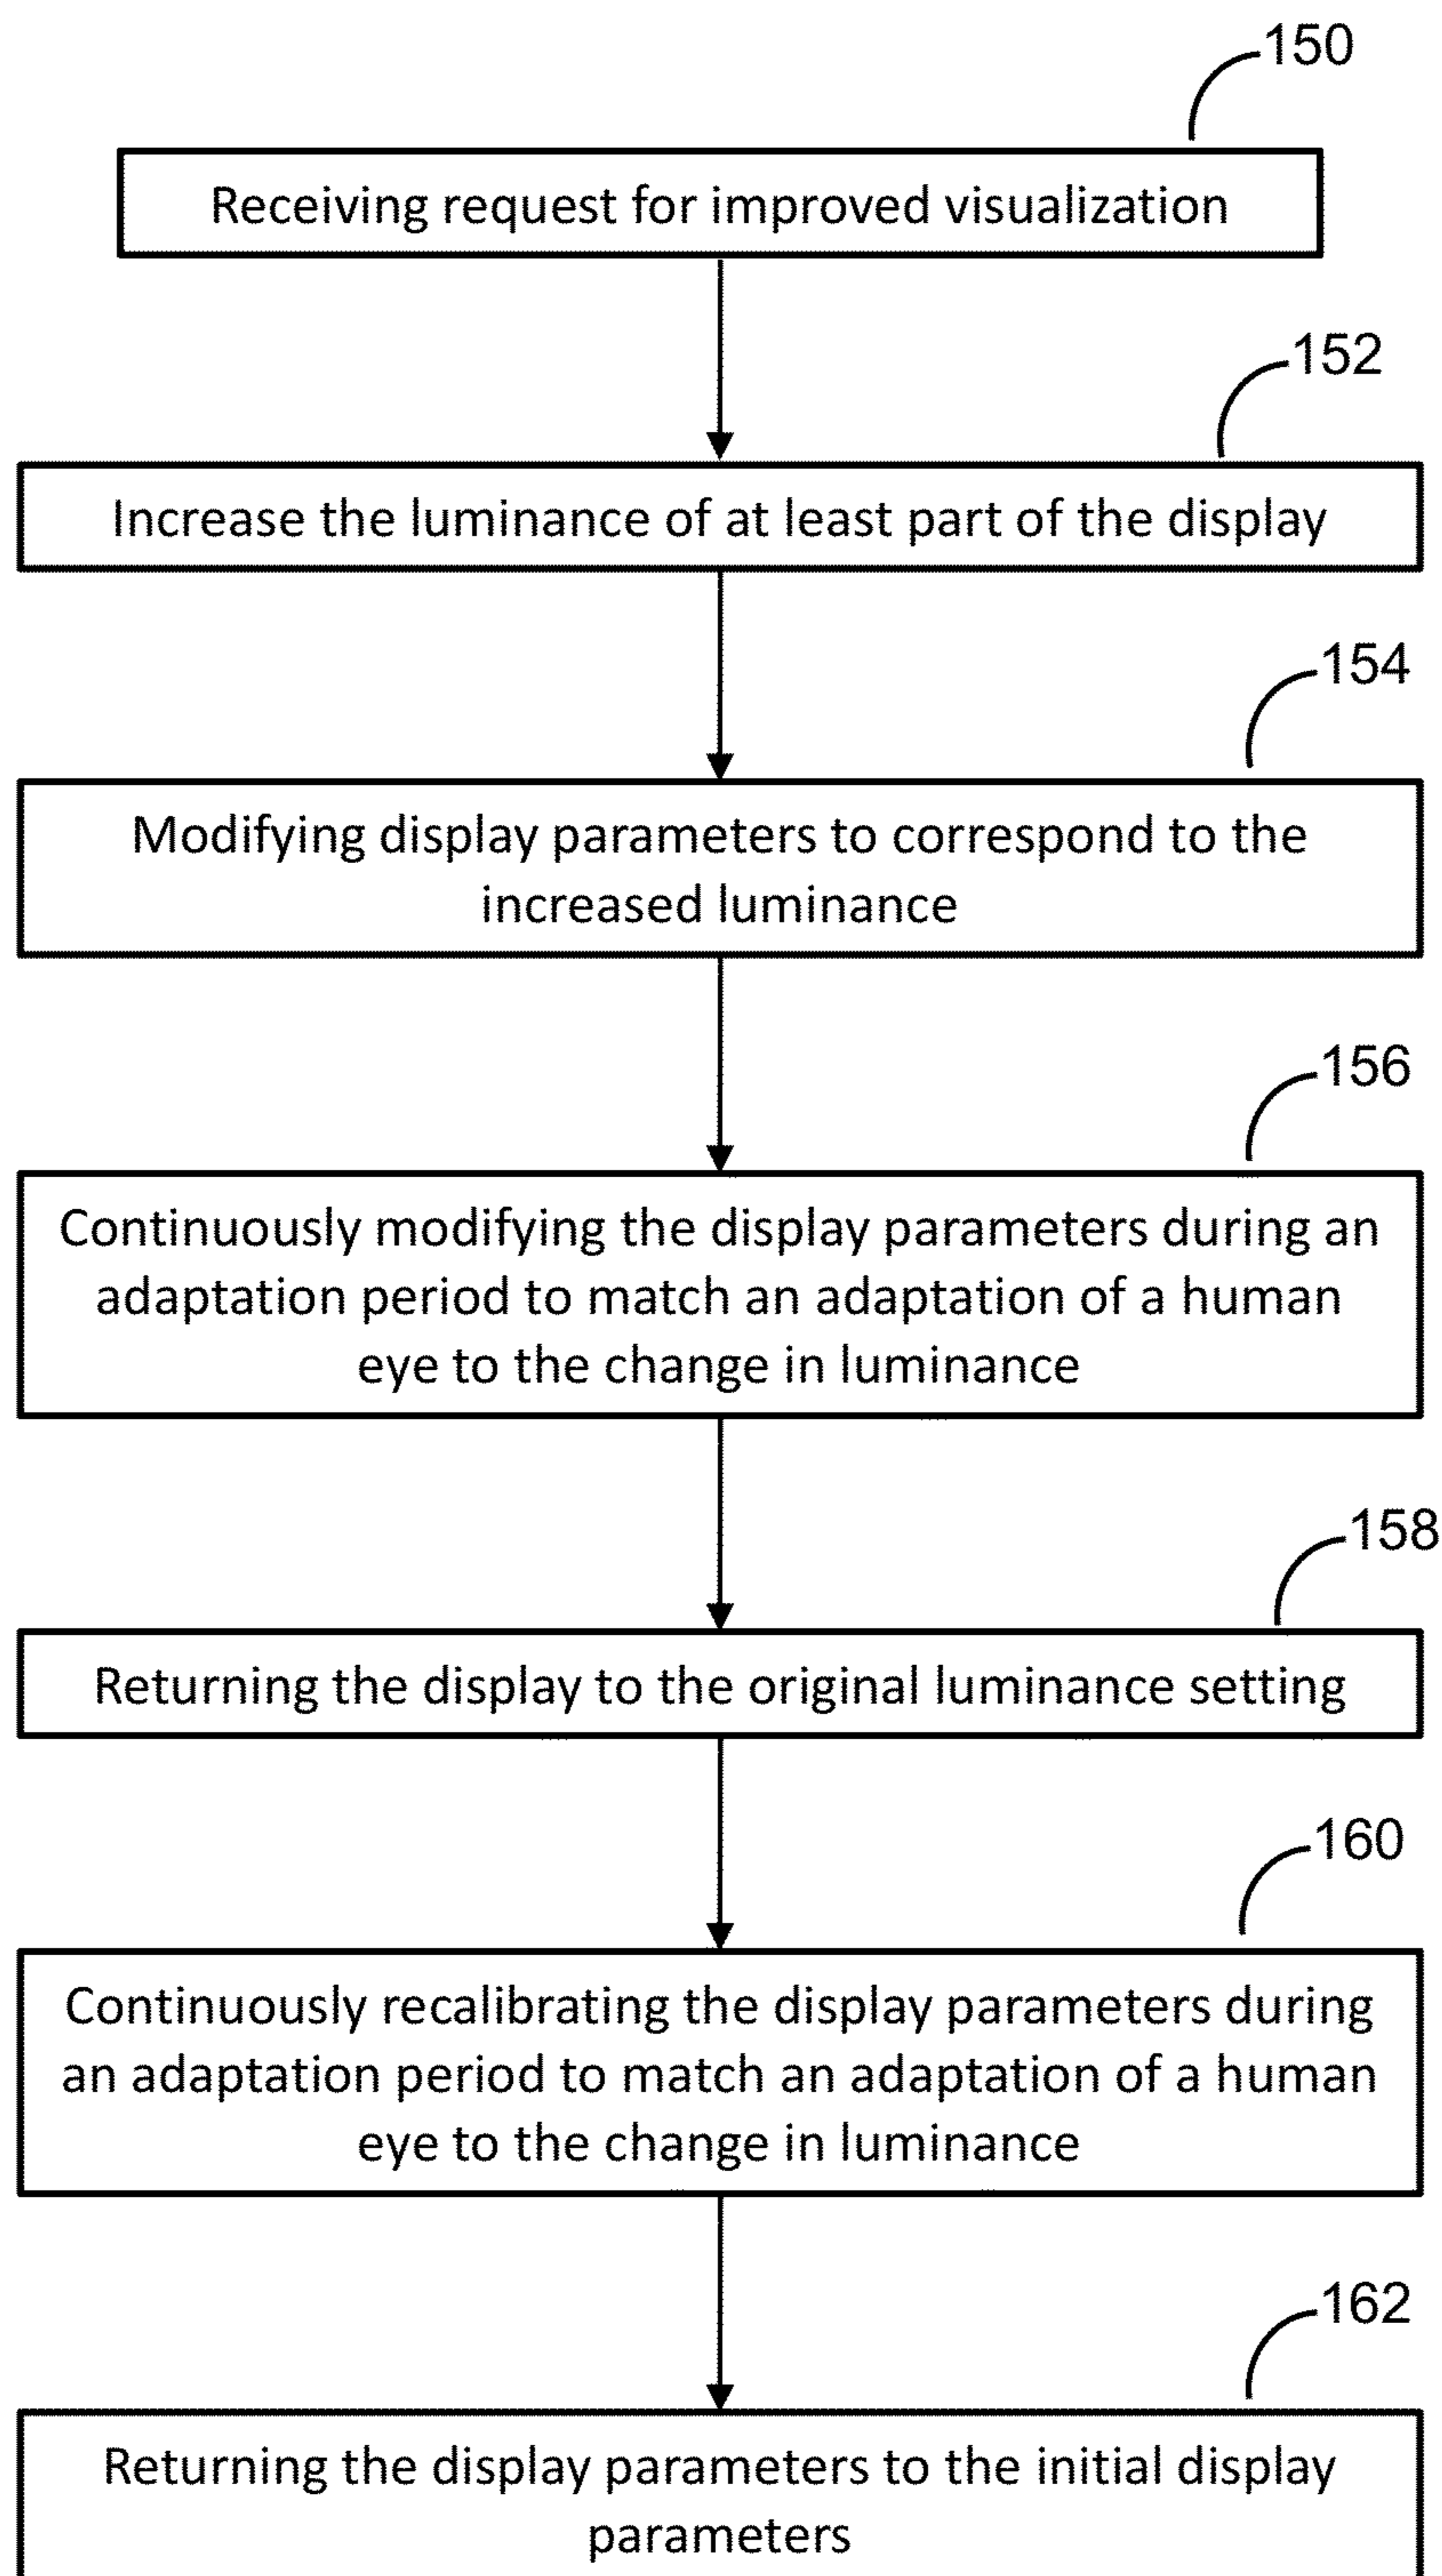 150
Receiving request for improved visualization
152
Increase the luminance of at least part of the display
154
Modifying display parameters to correspond to the
increased luminance
156
Continuously modifying the display parameters during an
adaptation period to match an adaptation of a human
eye to the change in luminance
158
Returning the display to the original luminance setting
160
Continuously recalibrating the display parameters during
an adaptation period to match an adaptation of a human
eye to the change in luminance
162
Returning the display parameters to the initial display
parameters